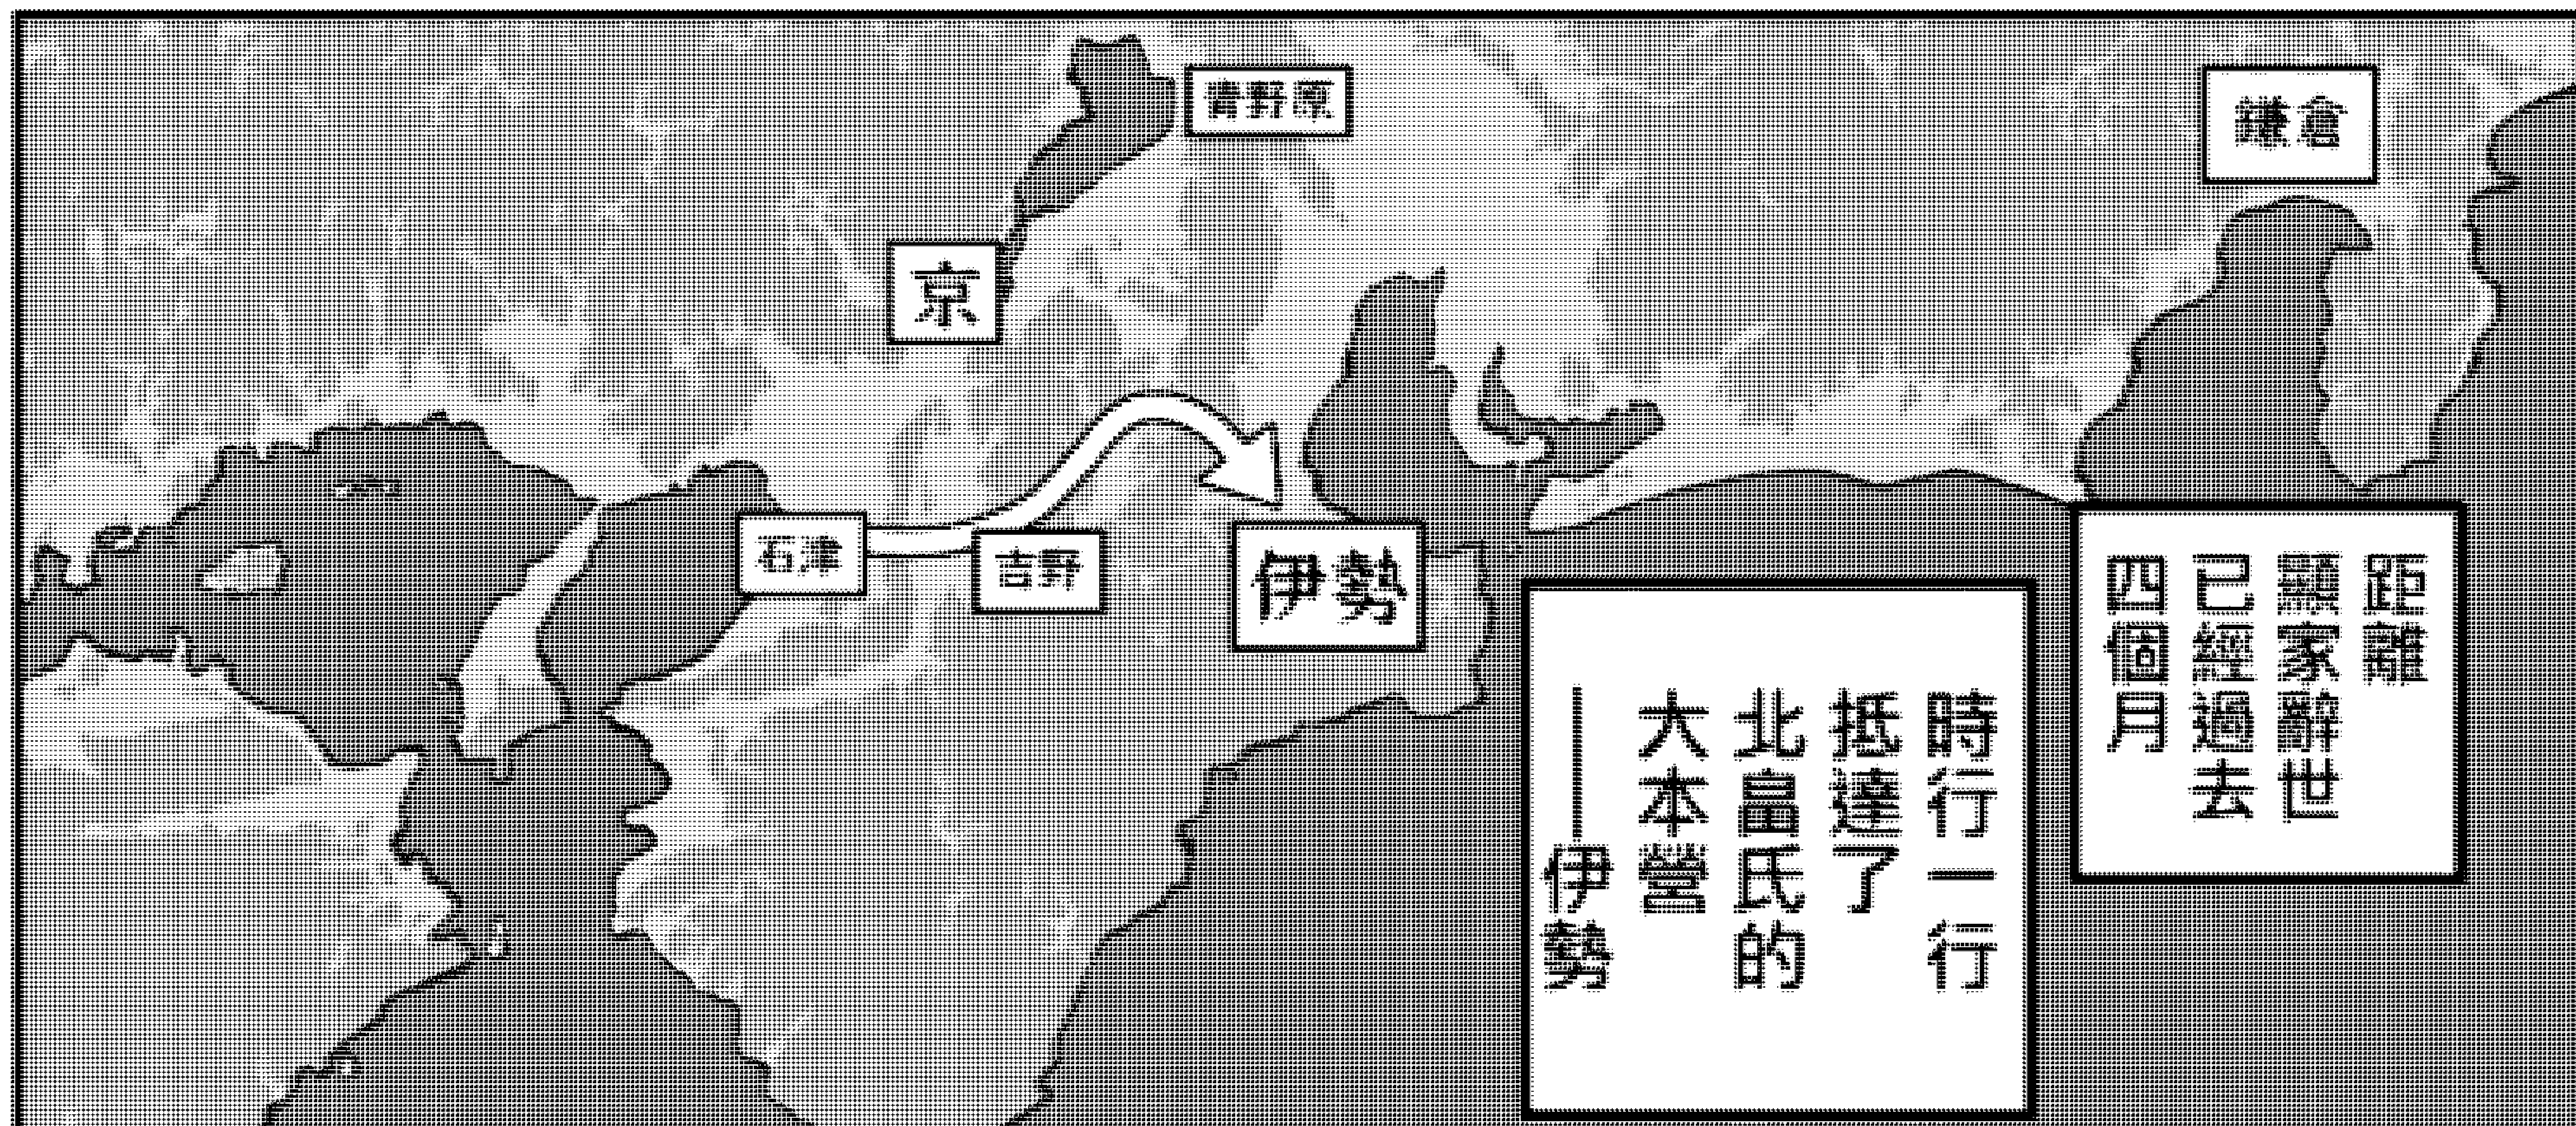 青野原
鎌倉
京
石津
吉野
伊勢
距離
顯家辭世
已經過去
四個月
時行一行
抵達了
北畠氏的
大本營
——伊勢